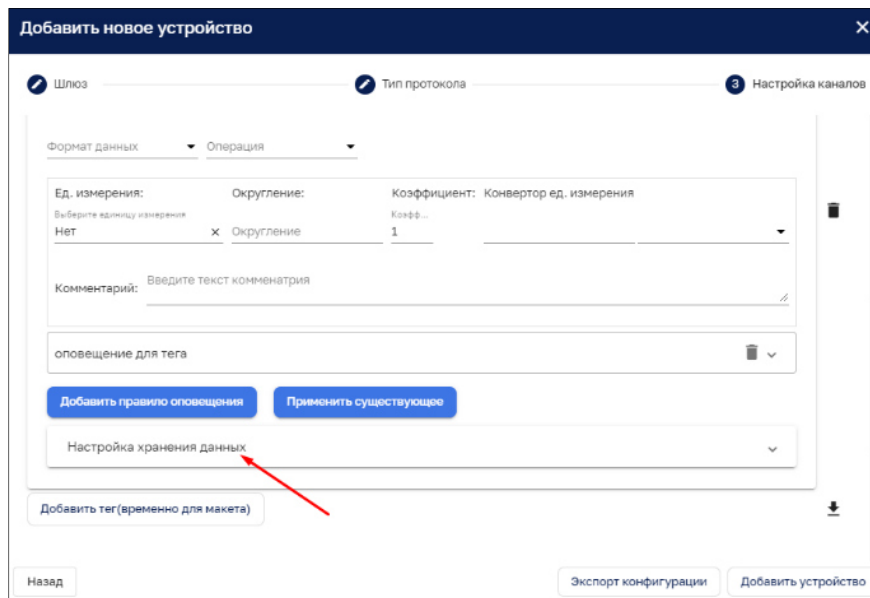 Добавить новое устройство
Шлюз Тип протокола 3 Настройка каналов
Формат данных Операция
Ед. измерения: Округление: Коэффициент: Конвертор ед. измерения
Выберите единицу измерения Коэфф...
Нет Округление 1
Введите текст комменатрия
Комментарий:
оповещение для тега
Добавить правило оповещения Применить существующее
Настройка хранения данных
Добавить тег(временно для макета)
Назад Экспорт конфигурации Добавить устройство